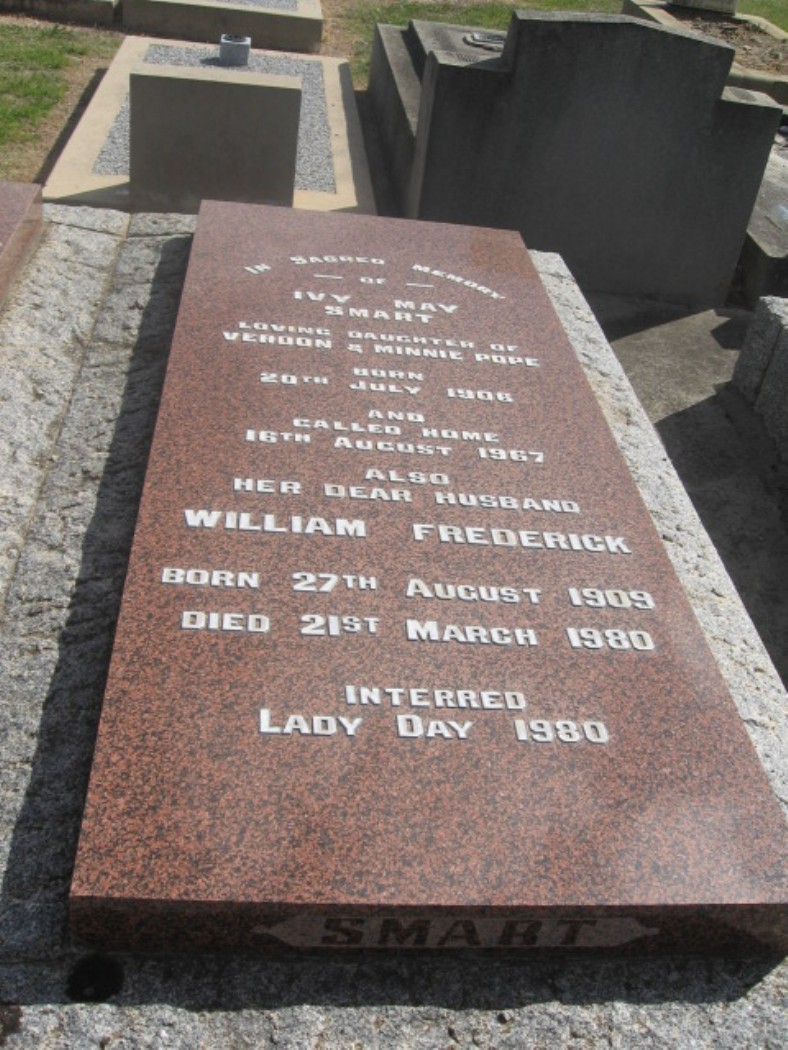 In Sacred Memory
— OF —
IVY MAY
SMART
LOVING DAUGHTER OF
VERDON & MINNIE POPE
BORN
20TH JULY 1906
AND
CALLED HOME
16TH AUGUST 1967
ALSO
HER DEAR HUSBAND
WILLIAM FREDERICK
BORN 27TH AUGUST 1909
DIED 21ST MARCH 1980
INTERRED
LADY DAY 1980
SMART